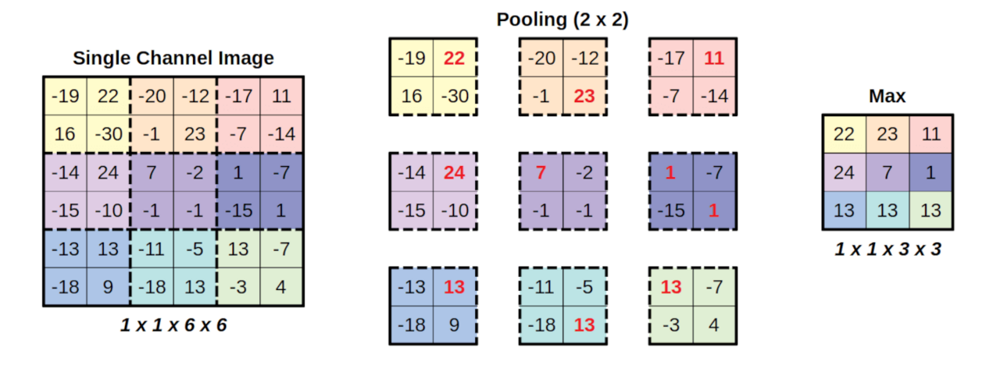 Single Channel Image
-19 22 -20 -12 -17 11
16 -30 -1 23 -7 -14
-14 24 7 -2 1 -7
-15 -10 -1 -1 -15 1
-13 13 -11 -5 13 -7
-18 9 -18 13 -3 4
1 x 1 x 6 x 6
Pooling (2 x 2)
-19 22 -20 -12 -17 11
16 -30 -1 23 -7 -14
-14 24 7 -2 1 -7
-15 -10 -1 -1 -15 1
-13 13 -11 -5 13 -7
-18 9 -18 13 -3 4
Max
22 23 11
24 7 1
13 13 13
1 x 1 x 3 x 3